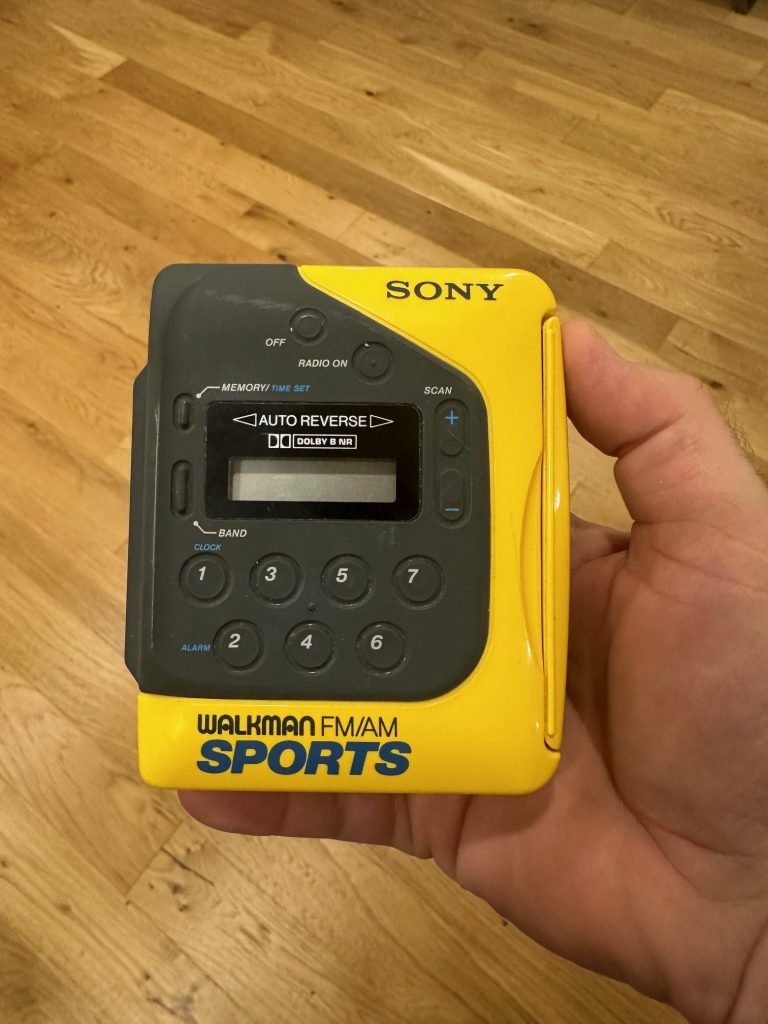 SONY
OFF
RADIO ON
MEMORY/TIME SET
SCAN
AUTO REVERSE
DOLBY B NR
+
−
BAND
CLOCK
1 3 5 7
ALARM 2 4 6
WALKMAN FM/AM
SPORTS